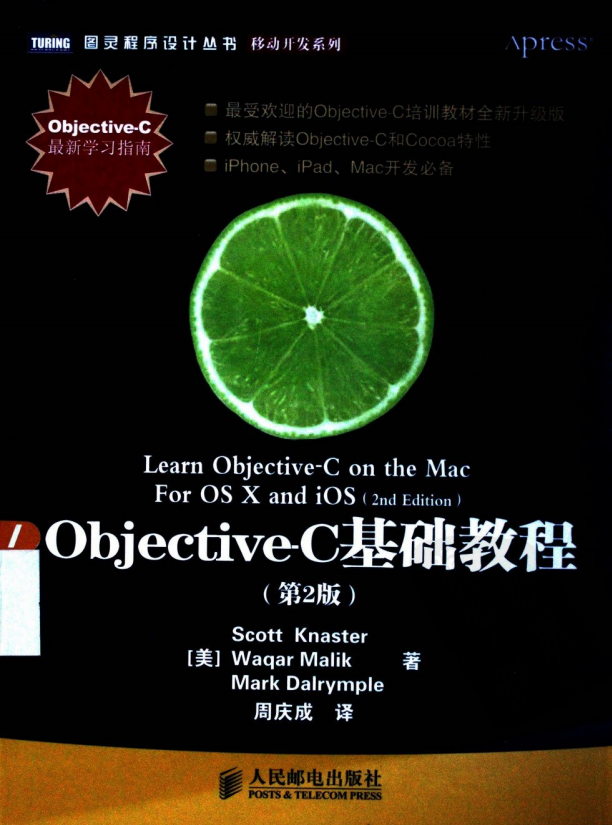 TURING 图灵程序设计丛书 移动开发系列 Apress®
Objective-C
最新学习指南
最受欢迎的Objective-C培训教材全新升级版
权威解读Objective-C和Cocoa特性
iPhone、iPad、Mac开发必备
Learn Objective-C on the Mac
For OS X and iOS (2nd Edition)
Objective-C基础教程
(第2版)
Scott Knaster
[美] Waqar Malik 著
Mark Dalrymple
周庆成 译
人民邮电出版社
POSTS & TELECOM PRESS